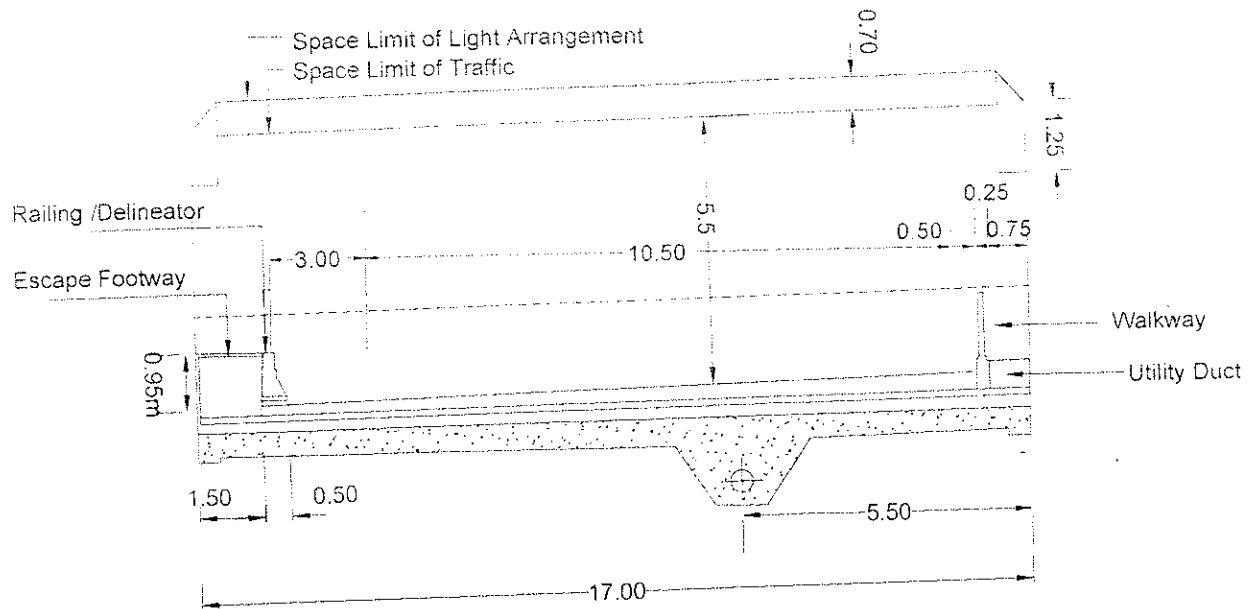 Space Limit of Light Arrangement
Space Limit of Traffic
0.70
1.25
Railing /Delineator
0.25
3.00
10.50
5.5
0.50
0.75
Escape Footway
Walkway
0.95m
Utility Duct
1.50
0.50
5.50
17.00